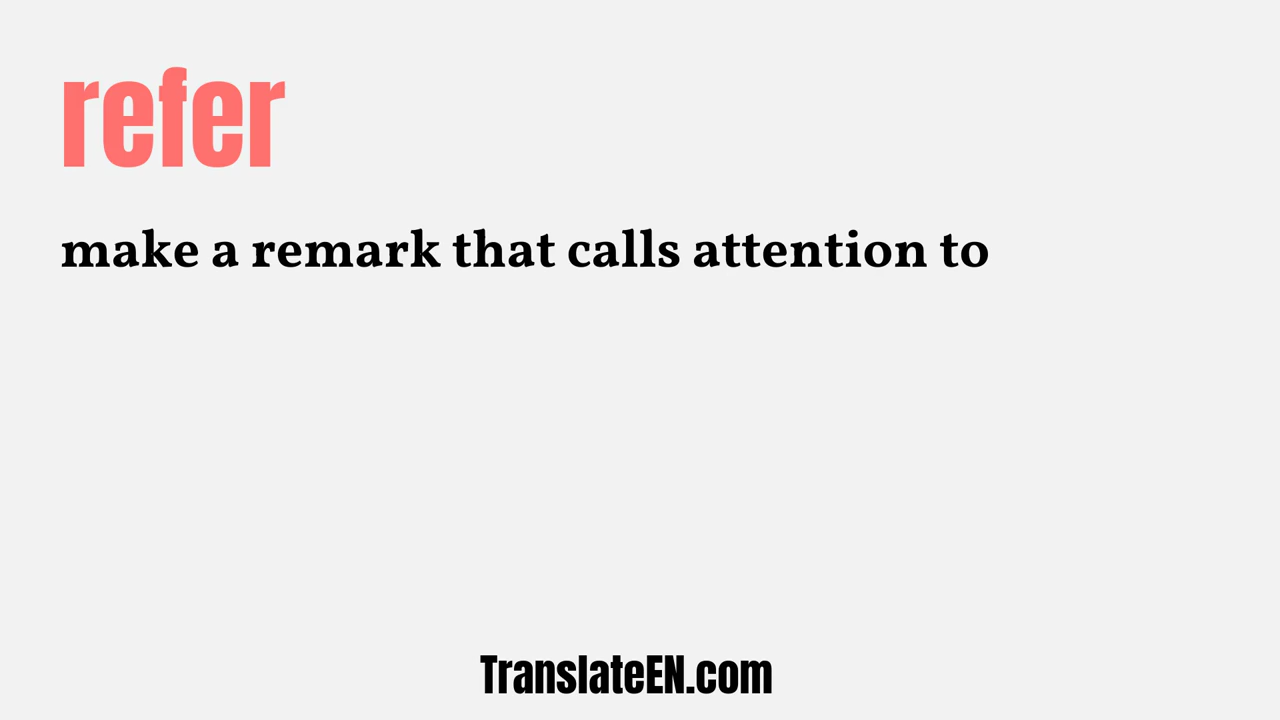 refer
make a remark that calls attention to
TranslateEN.com